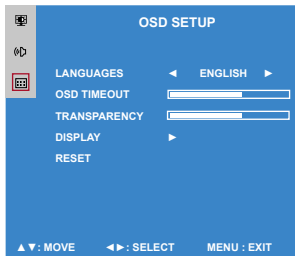 OSD SETUP
LANGUAGES ◄ ENGLISH ►
OSD TIMEOUT
TRANSPARENCY
DISPLAY ►
RESET
▲▼: MOVE ◄►: SELECT MENU : EXIT